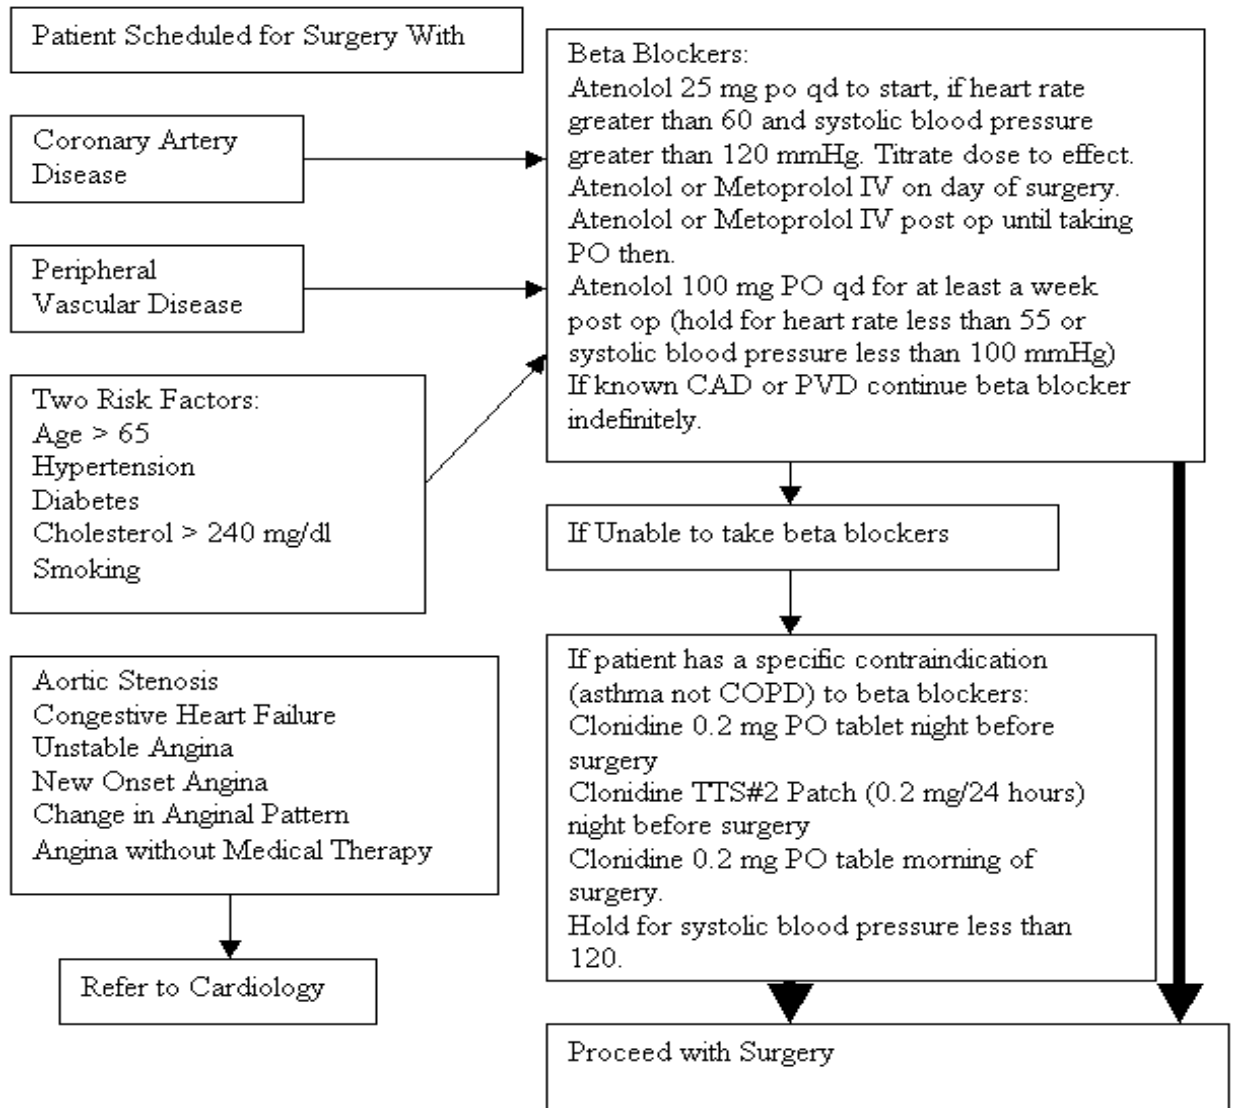 Patient Scheduled for Surgery With
Coronary Artery
Disease
Peripheral
Vascular Disease
Two Risk Factors:
Age > 65
Hypertension
Diabetes
Cholesterol > 240 mg/dl
Smoking
Aortic Stenosis
Congestive Heart Failure
Unstable Angina
New Onset Angina
Change in Anginal Pattern
Angina without Medical Therapy
Refer to Cardiology
Beta Blockers:
Atenolol 25 mg po qd to start, if heart rate
greater than 60 and systolic blood pressure
greater than 120 mmHg. Titrate dose to effect.
Atenolol or Metoprolol IV on day of surgery.
Atenolol or Metoprolol IV post op until taking
PO then.
Atenolol 100 mg PO qd for at least a week
post op (hold for heart rate less than 55 or
systolic blood pressure less than 100 mmHg)
If known CAD or PVD continue beta blocker
indefinitely.
If Unable to take beta blockers
If patient has a specific contraindication
(asthma not COPD) to beta blockers:
Clonidine 0.2 mg PO tablet night before
surgery
Clonidine TTS#2 Patch (0.2 mg/24 hours)
night before surgery
Clonidine 0.2 mg PO table morning of
surgery.
Hold for systolic blood pressure less than
120.
Proceed with Surgery